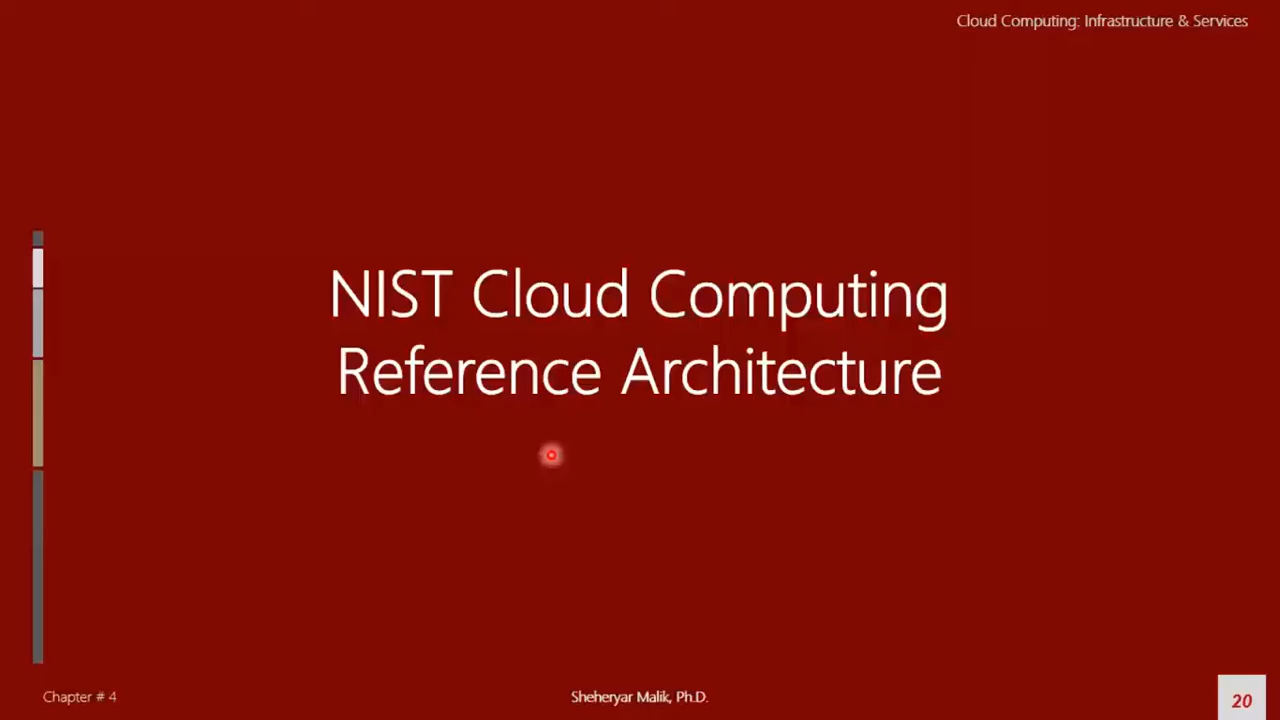 Cloud Computing: Infrastructure & Services
NIST Cloud Computing
Reference Architecture
Chapter # 4
Sheheryar Malik, Ph.D.
20